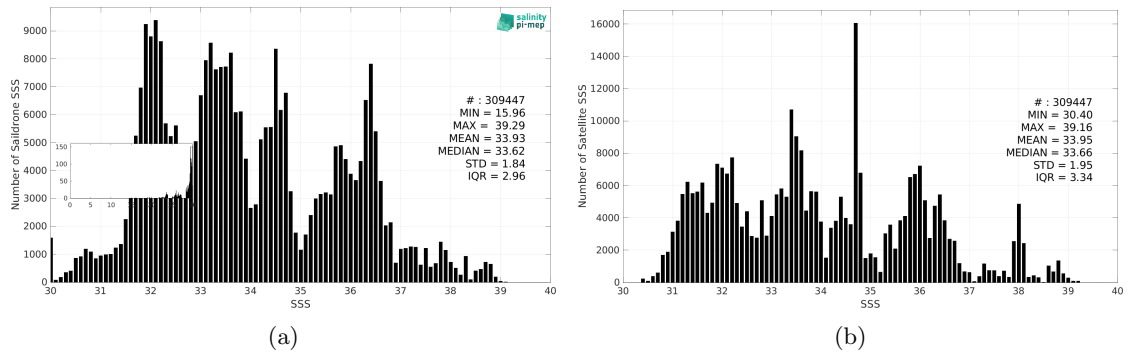 salinity
pi-mep
Number of Saildrone SSS
9000
8000
7000
6000
5000
4000
3000
2000
1000
0
# : 309447
MIN = 15.96
MAX = 39.29
MEAN = 33.93
MEDIAN = 33.62
STD = 1.84
IQR = 2.96
150
100
50
0
0 5 10 15 20 25
30 31 32 33 34 35 36 37 38 39 40
SSS
(a)
Number of Satellite SSS
16000
14000
12000
10000
8000
6000
4000
2000
0
# : 309447
MIN = 30.40
MAX = 39.16
MEAN = 33.95
MEDIAN = 33.66
STD = 1.95
IQR = 3.34
30 31 32 33 34 35 36 37 38 39 40
SSS
(b)